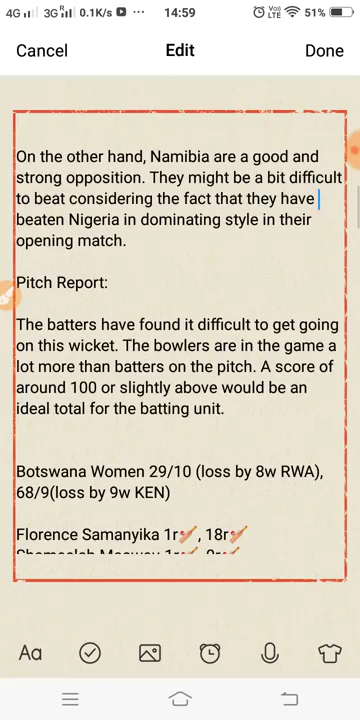 4G 3G R 0.1K/s ··· 14:59 Vo) LTE 51%
Cancel Edit Done
On the other hand, Namibia are a good and
strong opposition. They might be a bit difficult
to beat considering the fact that they have
beaten Nigeria in dominating style in their
opening match.
Pitch Report:
The batters have found it difficult to get going
on this wicket. The bowlers are in the game a
lot more than batters on the pitch. A score of
around 100 or slightly above would be an
ideal total for the batting unit.
Botswana Women 29/10 (loss by 8w RWA),
68/9(loss by 9w KEN)
Florence Samanyika 1r🏏, 18r🏏
Aa